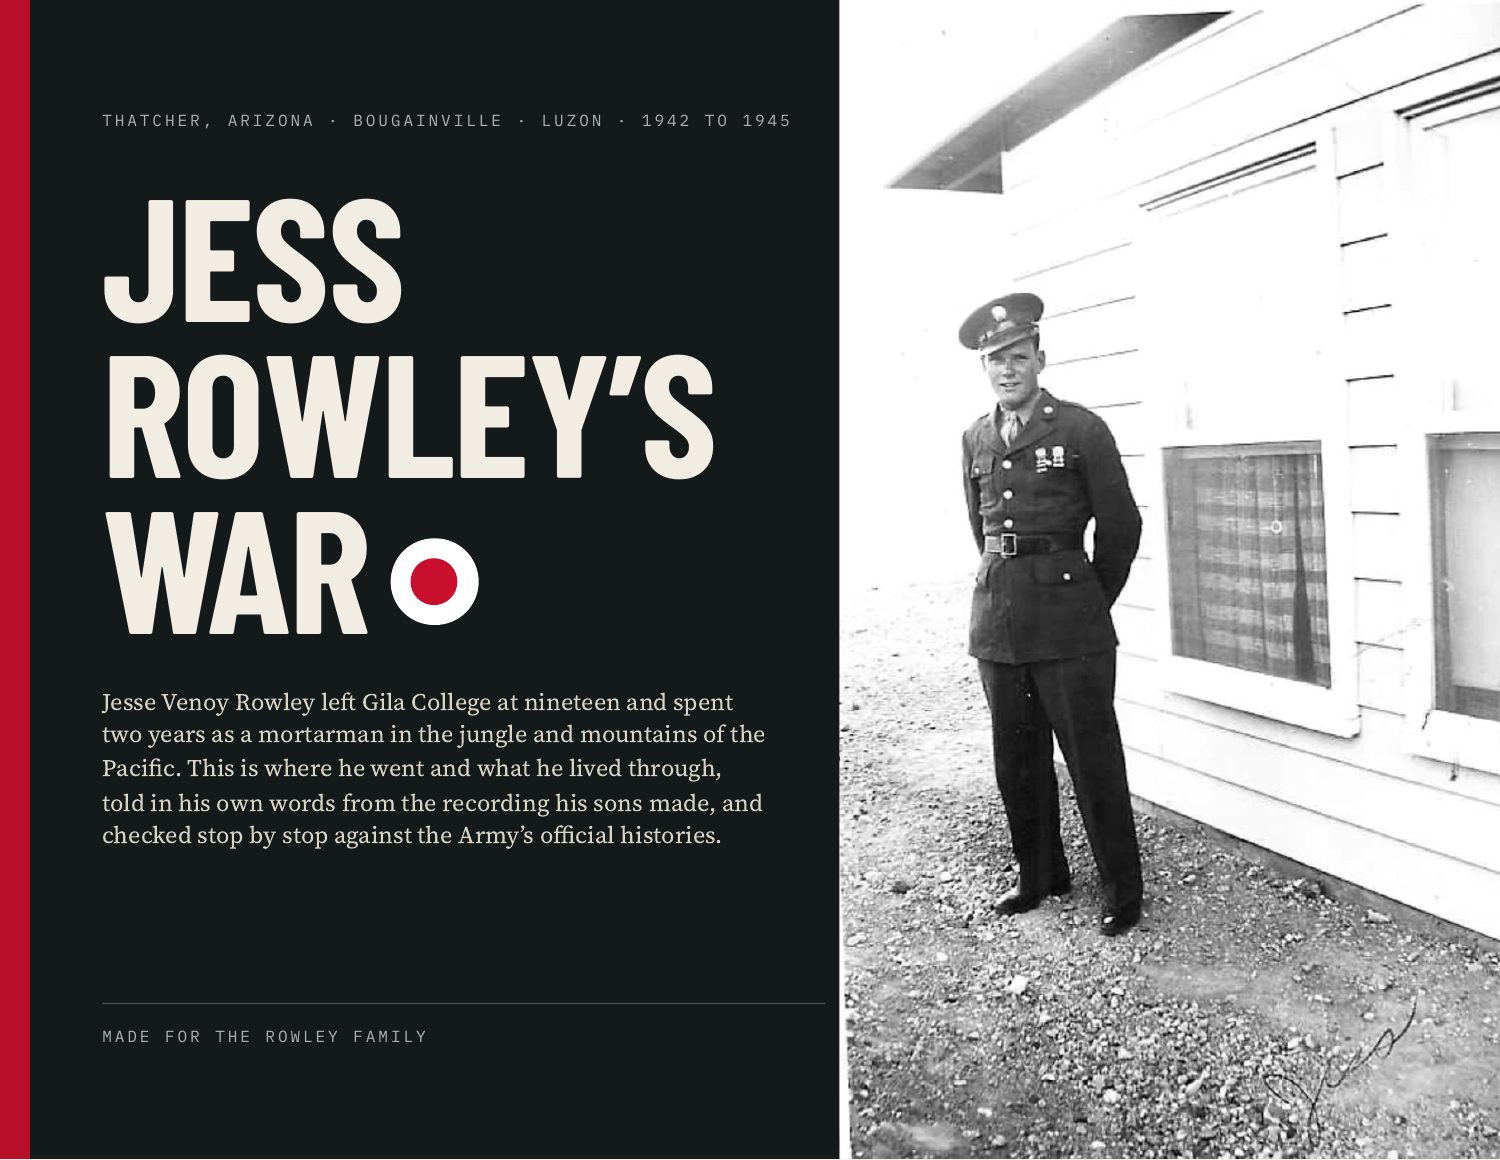 THATCHER, ARIZONA · BOUGAINVILLE · LUZON · 1942 TO 1945
JESS
ROWLEY’S
WAR
Jesse Venoy Rowley left Gila College at nineteen and spent
two years as a mortarman in the jungle and mountains of the
Pacific. This is where he went and what he lived through,
told in his own words from the recording his sons made, and
checked stop by stop against the Army’s official histories.
MADE FOR THE ROWLEY FAMILY
Jess